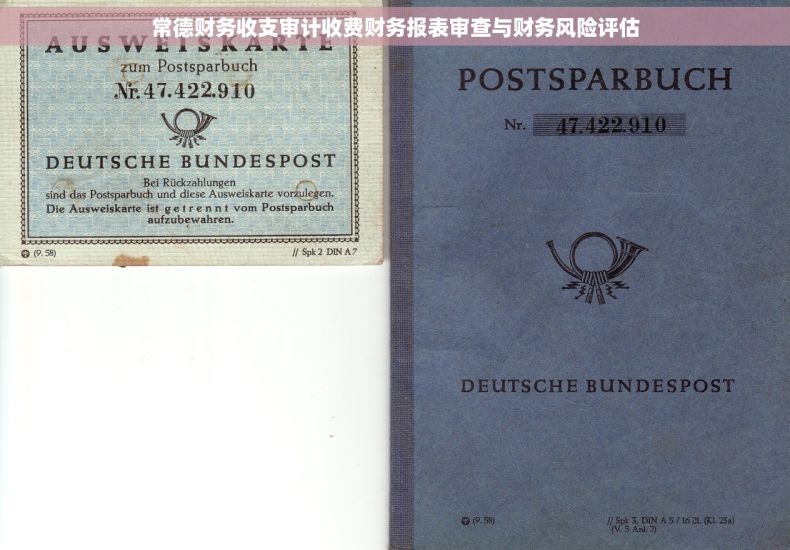 常德财务收支审计收费财务报表审查与财务风险评估
AUSWEISKARTE
zum Postsparbuch
Nr. 47.422.910
DEUTSCHE BUNDESPOST
Bei Rückzahlungen
sind das Postsparbuch und diese Ausweiskarte vorzulegen.
Die Ausweiskarte ist getrennt vom Postsparbuch
aufzubewahren.
(9. 58)
// Spk 2 DIN A 7
POSTSPARBUCH
Nr. 47.422.910
DEUTSCHE BUNDESPOST
(9. 58)
// Spk 3, DIN A 5 / 16 Bl. (Kl. 23a)
(V. 5 Anl. 2)